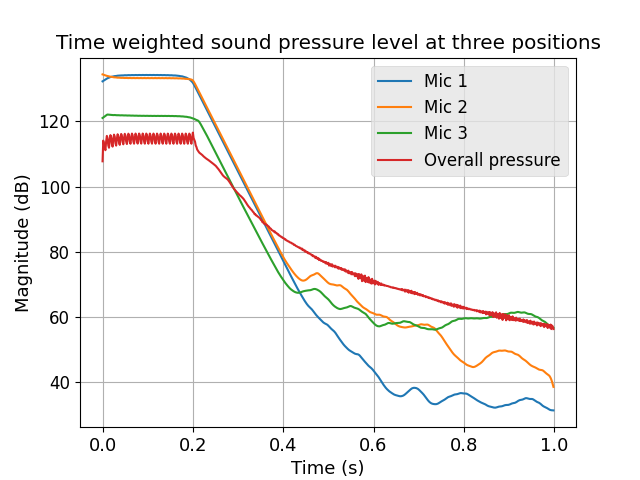 Time weighted sound pressure level at three positions
Mic 1
Mic 2
Mic 3
Overall pressure
Magnitude (dB)
120
100
80
60
40
0.0 0.2 0.4 0.6 0.8 1.0
Time (s)